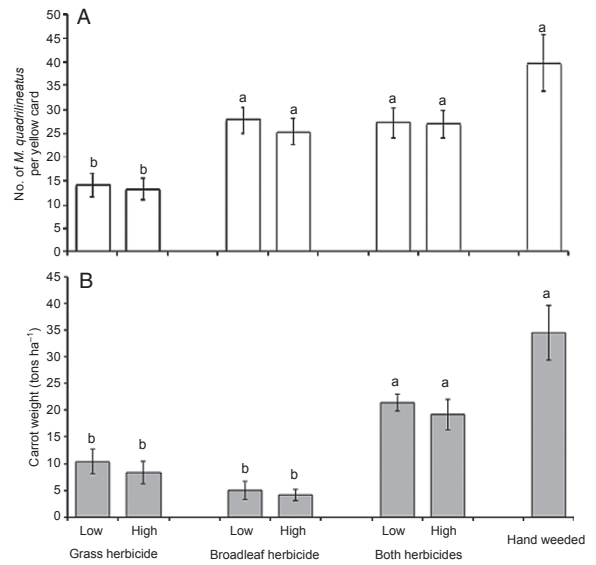 A
No. of M. quadrilineatus
per yellow card
50
45
40
35
30
25
20
15
10
5
0
b
b
a
a
a
a
a
B
Carrot weight (tons ha⁻¹)
45
40
35
30
25
20
15
10
5
0
b
b
b
b
a
a
a
Low High Low High Low High
Grass herbicide Broadleaf herbicide Both herbicides Hand weeded